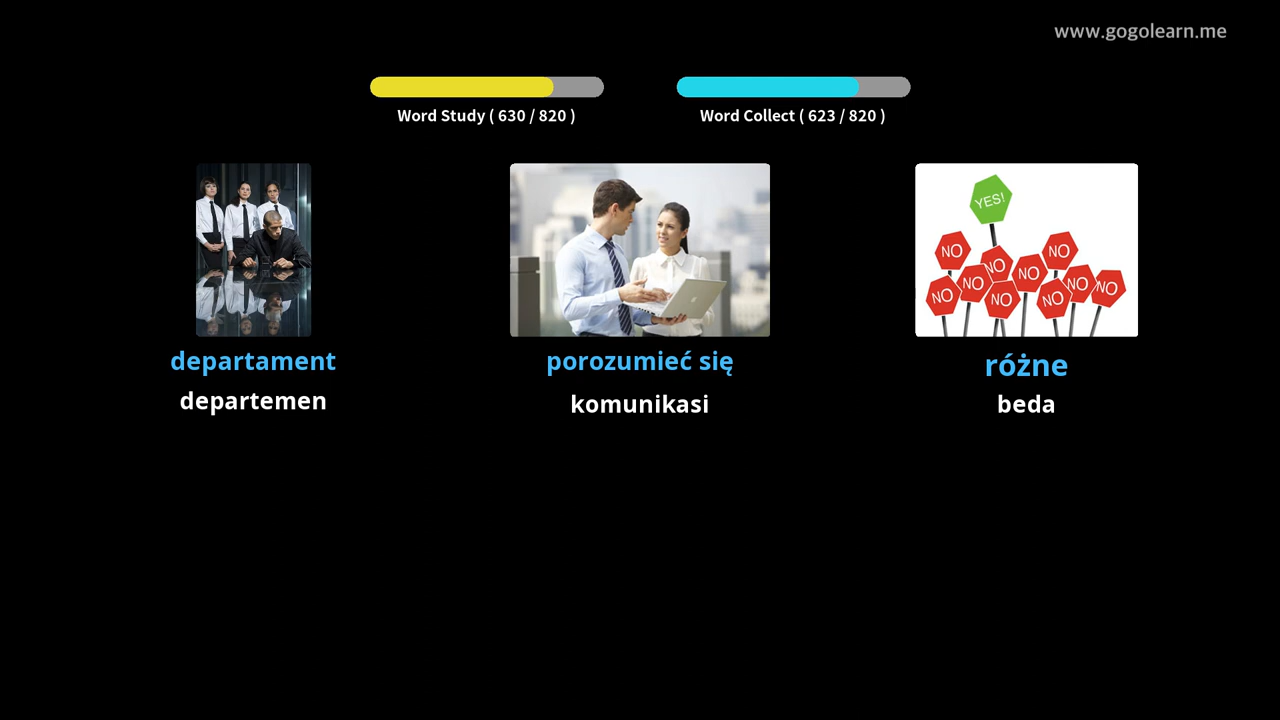 www.gogolearn.me
Word Study ( 630 / 820 )
Word Collect ( 623 / 820 )
YES!
NO
NO
NO
NO
NO
NO
NO
NO
NO
NO
departament
porozumieć się
różne
departemen
komunikasi
beda